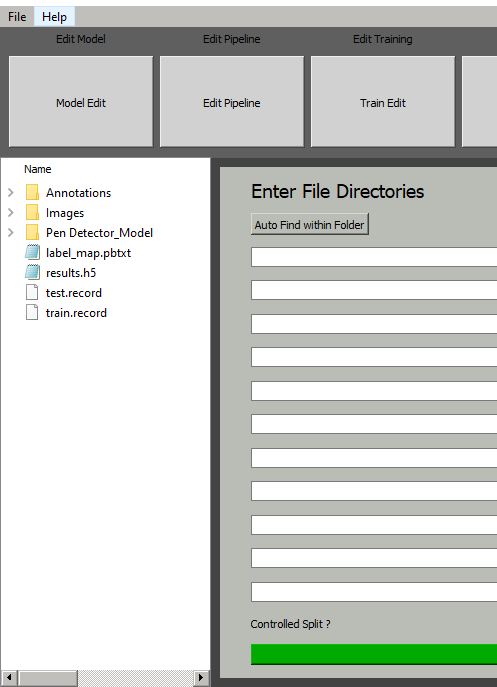 File Help
Edit Model Edit Pipeline Edit Training
Model Edit Edit Pipeline Train Edit
Name
Annotations
Images
Pen Detector_Model
label_map.pbtxt
results.h5
test.record
train.record
Enter File Directories
Auto Find within Folder
Controlled Split ?